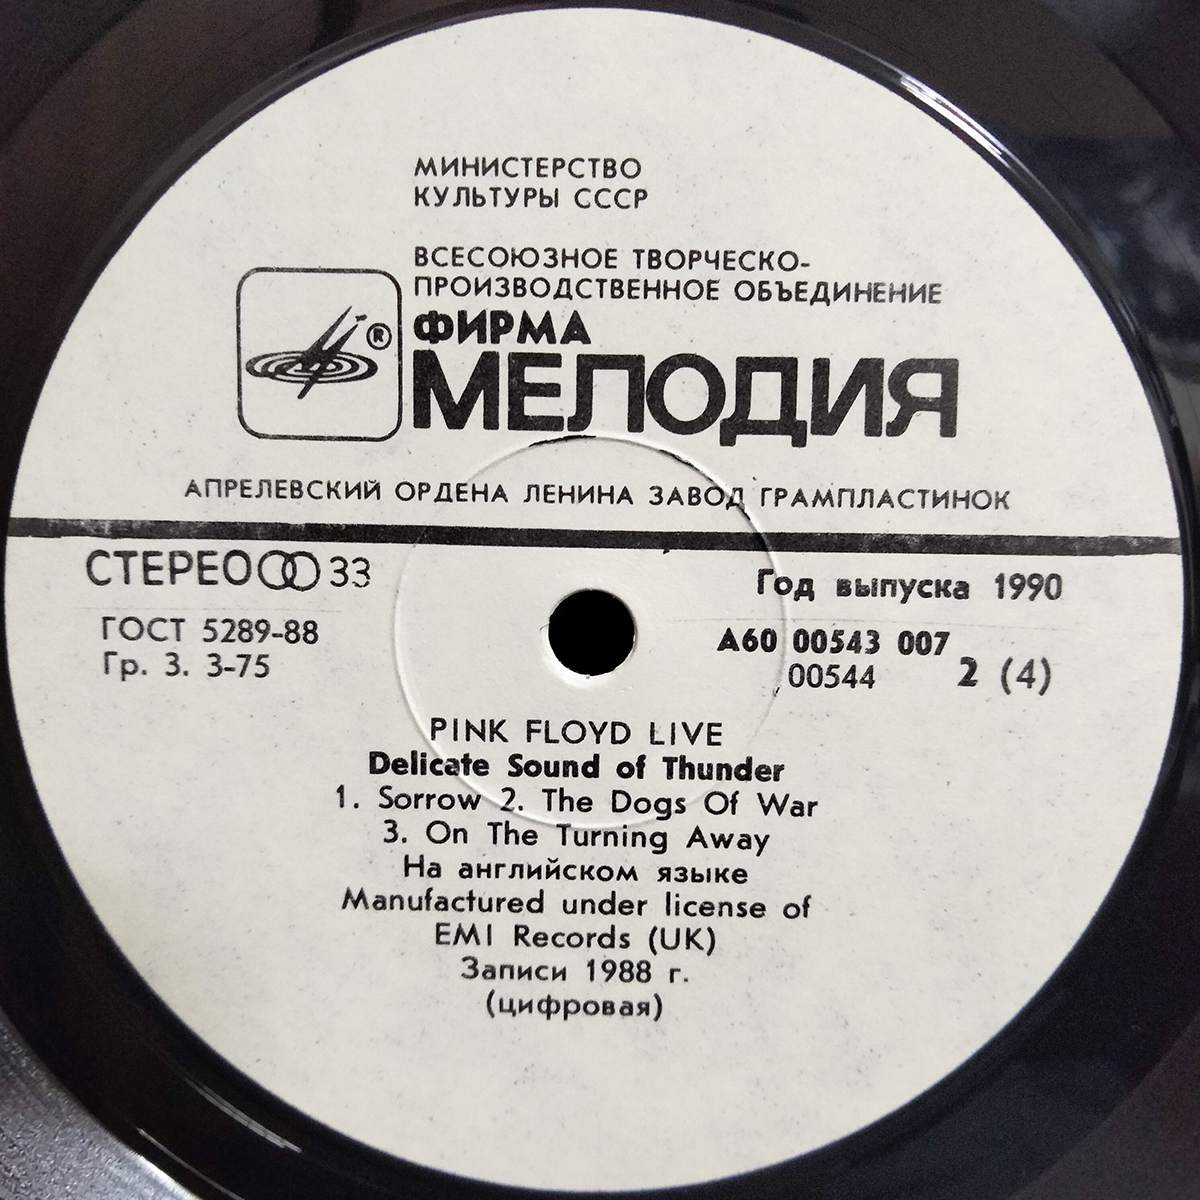 МИНИСТЕРСТВО
КУЛЬТУРЫ СССР
ВСЕСОЮЗНОЕ ТВОРЧЕСКО-
ПРОИЗВОДСТВЕННОЕ ОБЪЕДИНЕНИЕ
®
ФИРМА
МЕЛОДИЯ
АПРЕЛЕВСКИЙ ОРДЕНА ЛЕНИНА ЗАВОД ГРАМПЛАСТИНОК
СТЕРЕО 33
ГОСТ 5289-88
Гр. 3. 3-75
Год выпуска 1990
А60 00543 007
00544 2 (4)
PINK FLOYD LIVE
Delicate Sound of Thunder
1. Sorrow 2. The Dogs Of War
3. On The Turning Away
На английском языке
Manufactured under license of
EMI Records (UK)
Записи 1988 г.
(цифровая)